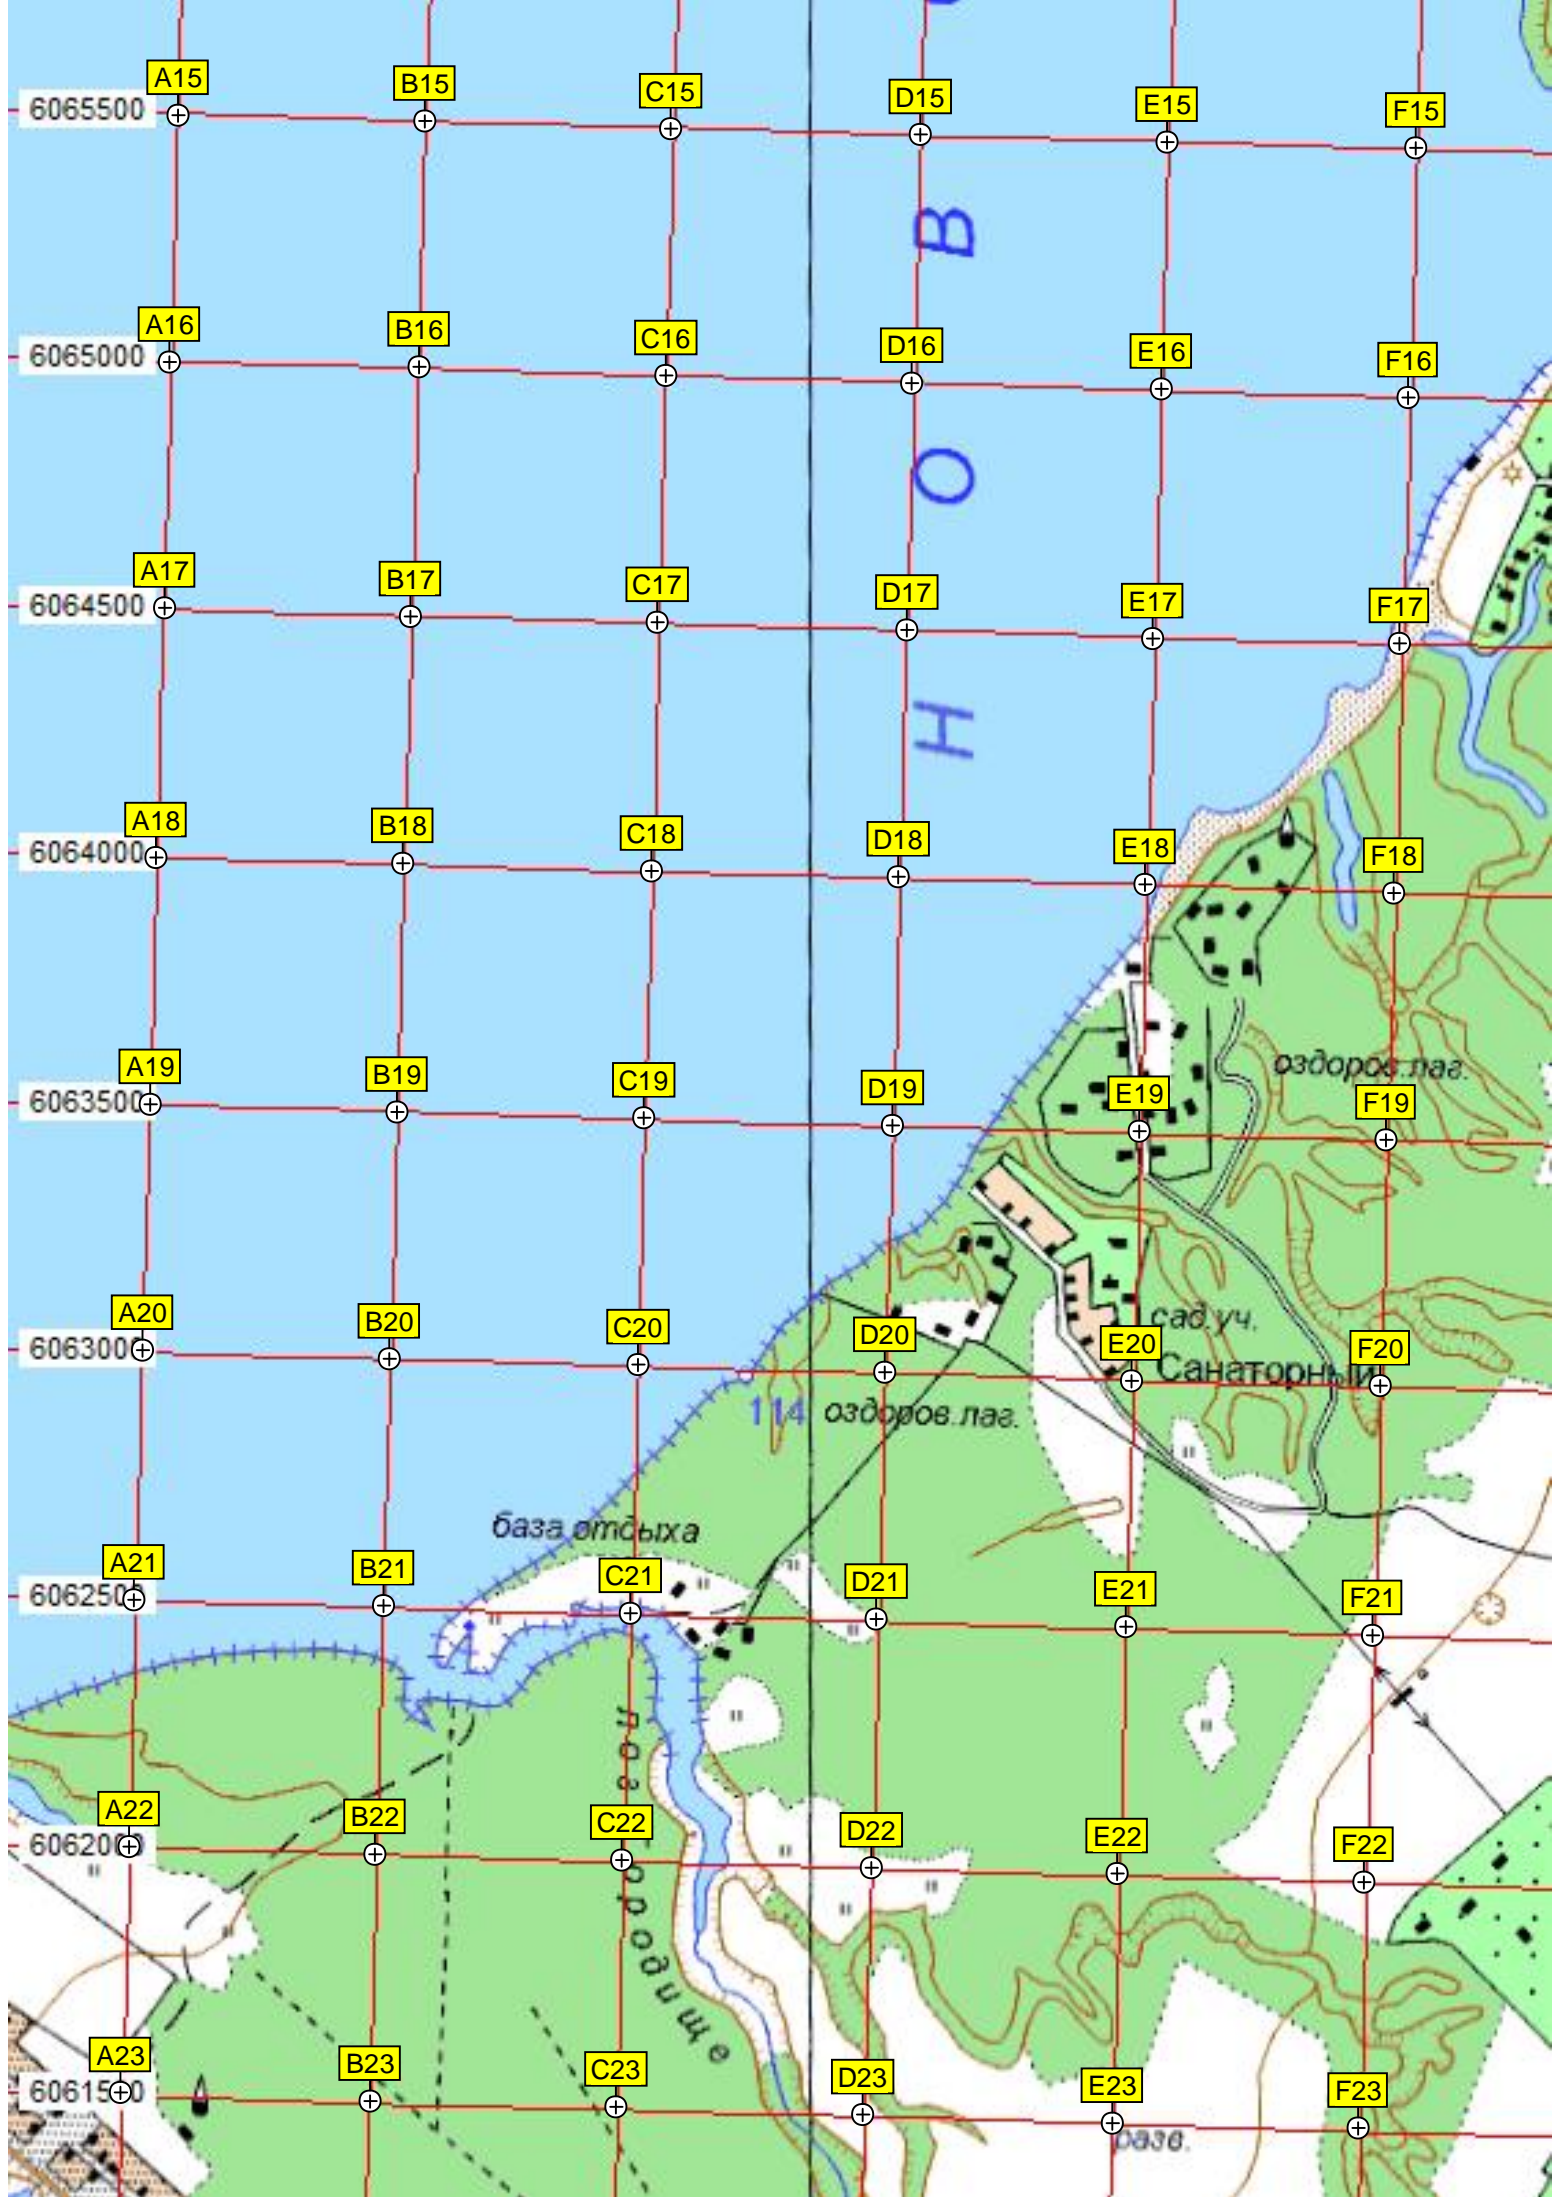 A15 B15 C15 D15 E15 F15
6065500
В
A16 B16 C16 D16 E16 F16
6065000
О
A17 B17 C17 D17 E17 F17
6064500
Н
A18 B18 C18 D18 E18 F18
6064000
оздоров.лаг.
A19 B19 C19 D19 E19 F19
6063500
сад.уч.
A20 B20 C20 D20 E20 F20
6063000
Санаторный
114 оздоров.лаг.
база отдыха
A21 B21 C21 D21 E21 F21
6062500
A22 B22 C22 D22 E22 F22
6062000
A23 B23 C23 D23 E23 F23
6061500
разв.